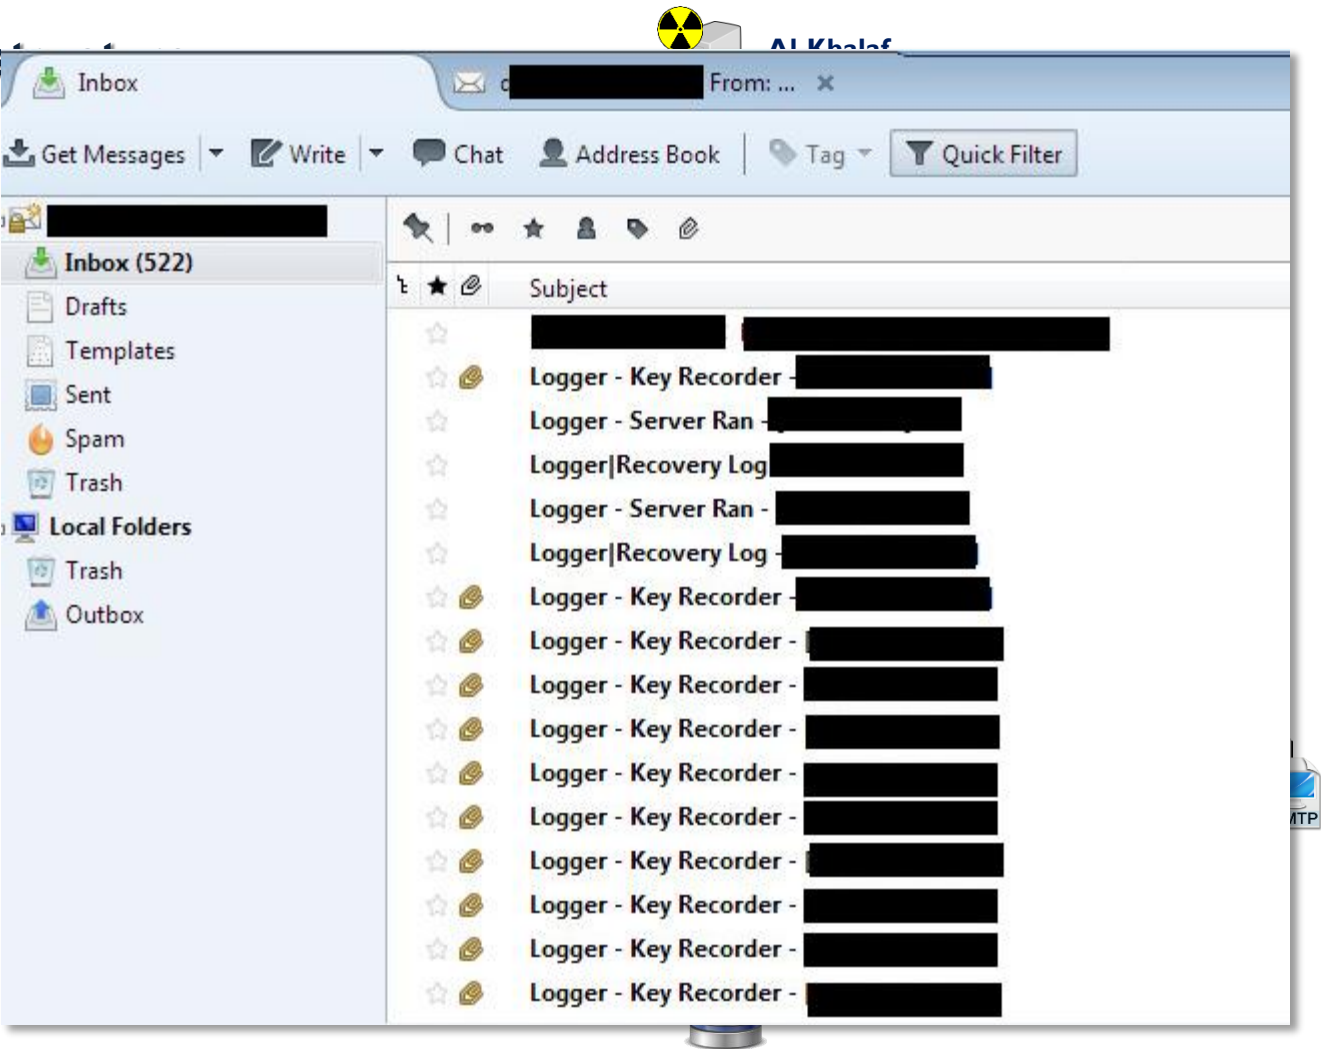 Al Khalaf
Inbox
From: ...
Get Messages
Write
Chat
Address Book
Tag
Quick Filter
Inbox (522)
Drafts
Templates
Sent
Spam
Trash
Local Folders
Trash
Outbox
Subject
Logger - Key Recorder -
Logger - Server Ran -
Logger|Recovery Log
Logger - Server Ran -
Logger|Recovery Log -
Logger - Key Recorder -
Logger - Key Recorder -
Logger - Key Recorder -
Logger - Key Recorder -
Logger - Key Recorder -
Logger - Key Recorder -
Logger - Key Recorder -
Logger - Key Recorder -
Logger - Key Recorder -
Logger - Key Recorder -
MTP